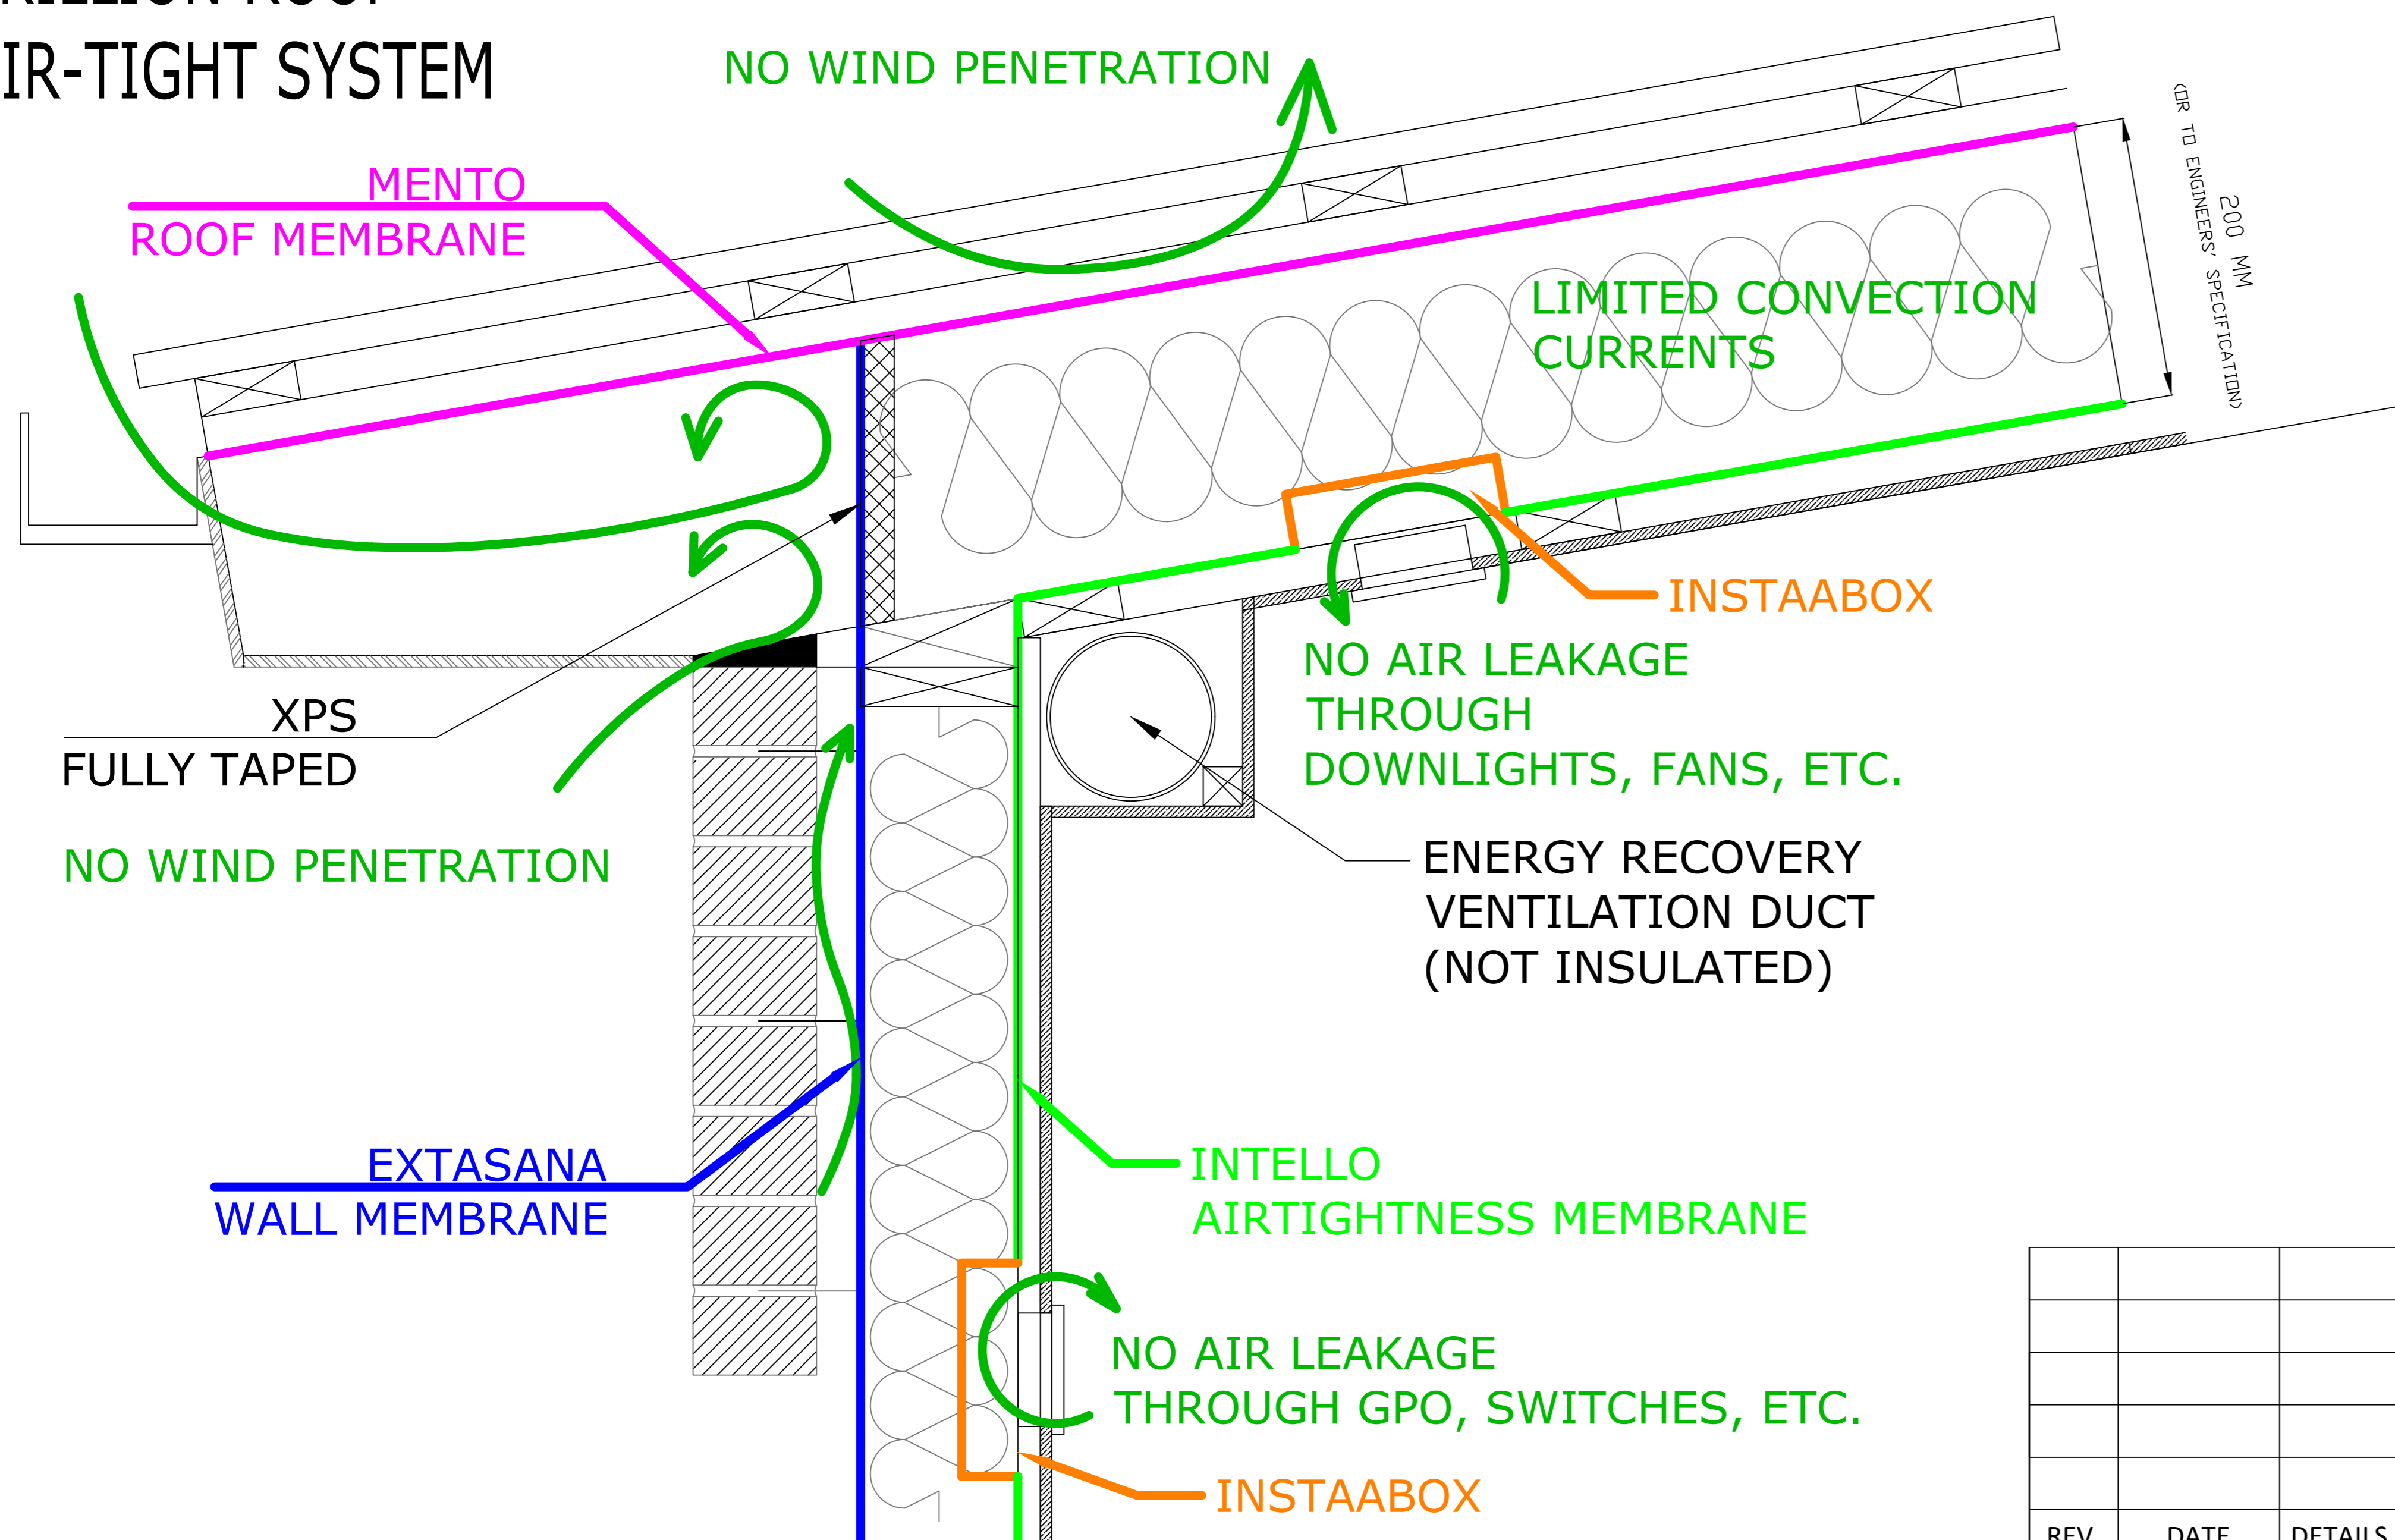 IR-TIGHT SYSTEM
NO WIND PENETRATION
MENTO
ROOF MEMBRANE
200 MM
(OR TO ENGINEERS' SPECIFICATION)
LIMITED CONVECTION
CURRENTS
INSTAABOX
NO AIR LEAKAGE
THROUGH
DOWNLIGHTS, FANS, ETC.
XPS
FULLY TAPED
NO WIND PENETRATION
ENERGY RECOVERY
VENTILATION DUCT
(NOT INSULATED)
EXTASANA
WALL MEMBRANE
INTELLO
AIRTIGHTNESS MEMBRANE
NO AIR LEAKAGE
THROUGH GPO, SWITCHES, ETC.
INSTAABOX
REV DATE DETAILS